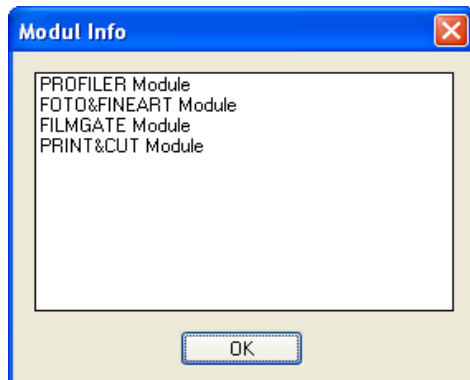 Modul Info
PROFILER Module
FOTO&FINEART Module
FILMGATE Module
PRINT&CUT Module
OK